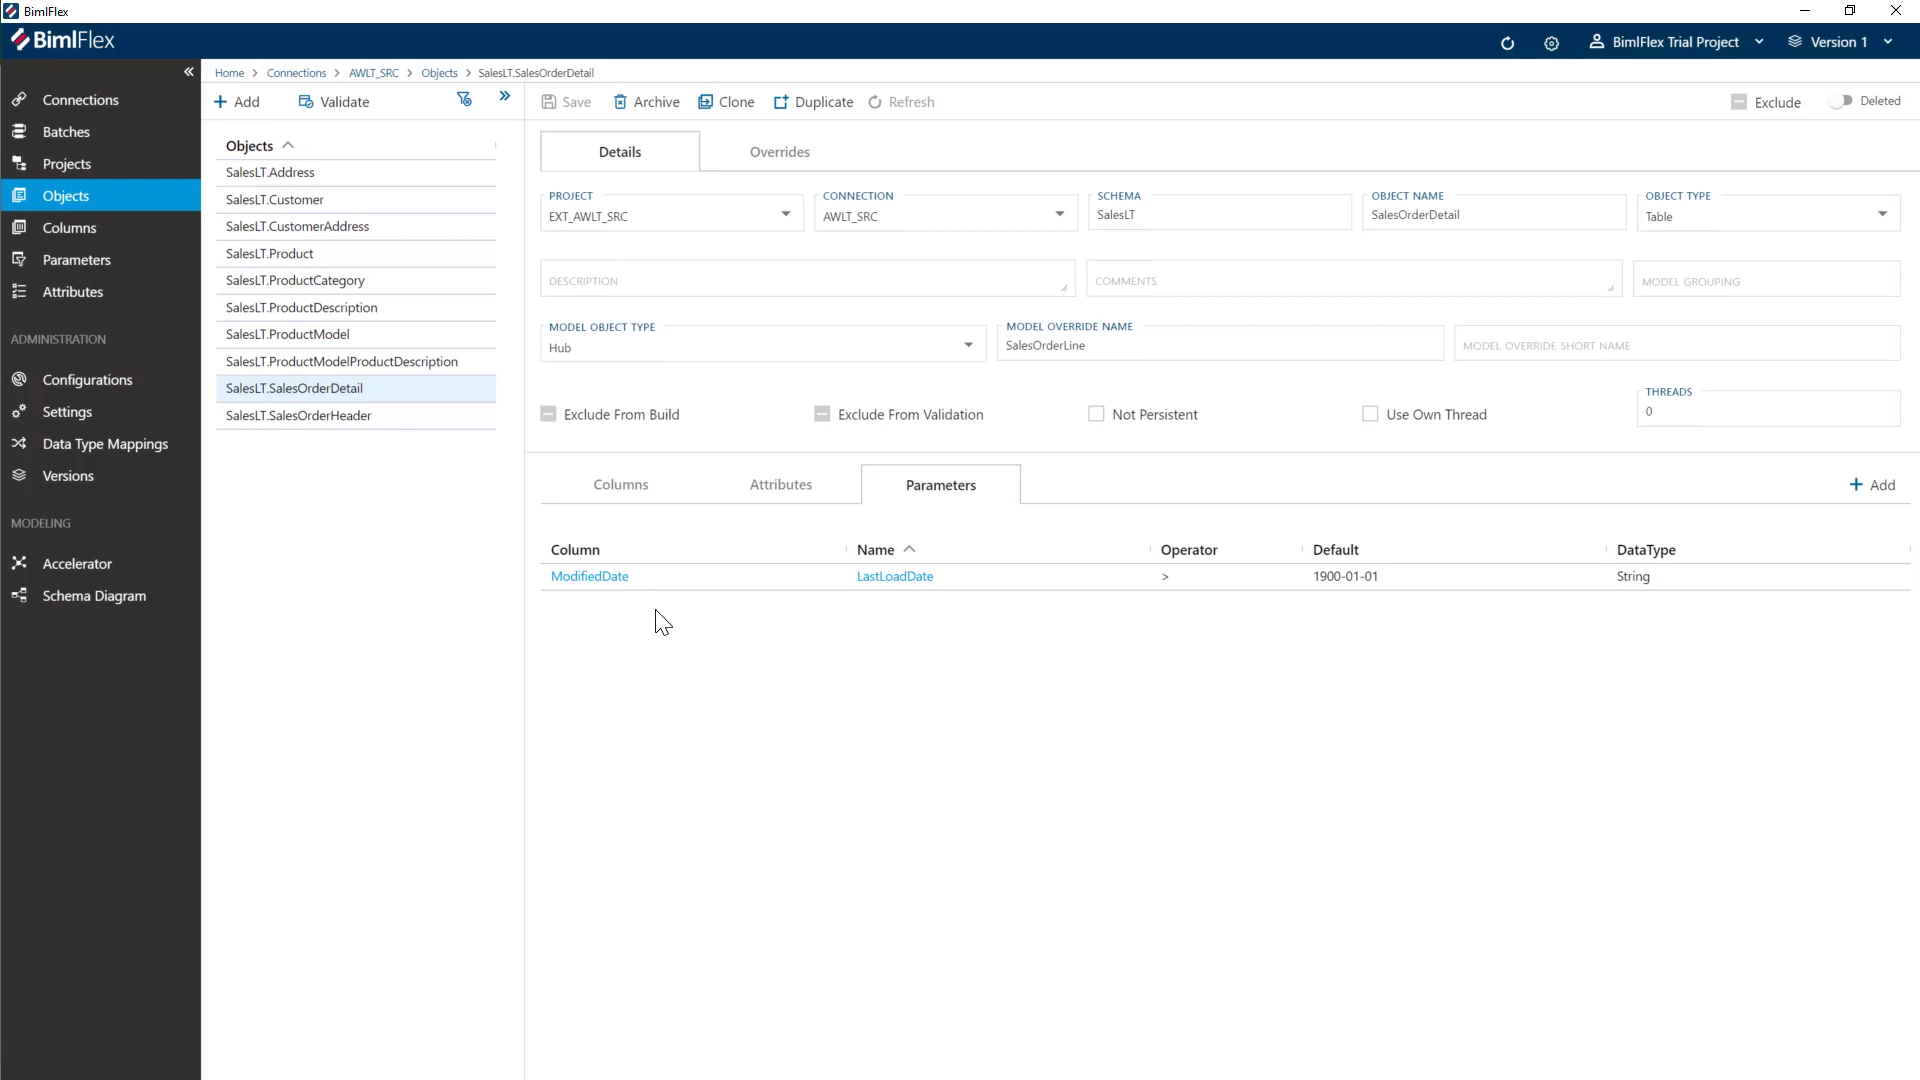 BimlFlex
BimlFlex
BimlFlex Trial Project
Version 1
Home > Connections > AWLT_SRC > Objects > SalesLT.SalesOrderDetail
Connections
Batches
Projects
Objects
Columns
Parameters
Attributes
ADMINISTRATION
Configurations
Settings
Data Type Mappings
Versions
MODELING
Accelerator
Schema Diagram
+ Add Validate
Objects
SalesLT.Address
SalesLT.Customer
SalesLT.CustomerAddress
SalesLT.Product
SalesLT.ProductCategory
SalesLT.ProductDescription
SalesLT.ProductModel
SalesLT.ProductModelProductDescription
SalesLT.SalesOrderDetail
SalesLT.SalesOrderHeader
Save Archive Clone Duplicate Refresh Exclude Deleted
Details Overrides
PROJECT CONNECTION SCHEMA OBJECT NAME OBJECT TYPE
EXT_AWLT_SRC AWLT_SRC SalesLT SalesOrderDetail Table
DESCRIPTION COMMENTS MODEL GROUPING
MODEL OBJECT TYPE MODEL OVERRIDE NAME
Hub SalesOrderLine MODEL OVERRIDE SHORT NAME
THREADS
Exclude From Build Exclude From Validation Not Persistent Use Own Thread 0
Columns Attributes Parameters + Add
Column Name Operator Default DataType
ModifiedDate LastLoadDate > 1900-01-01 String